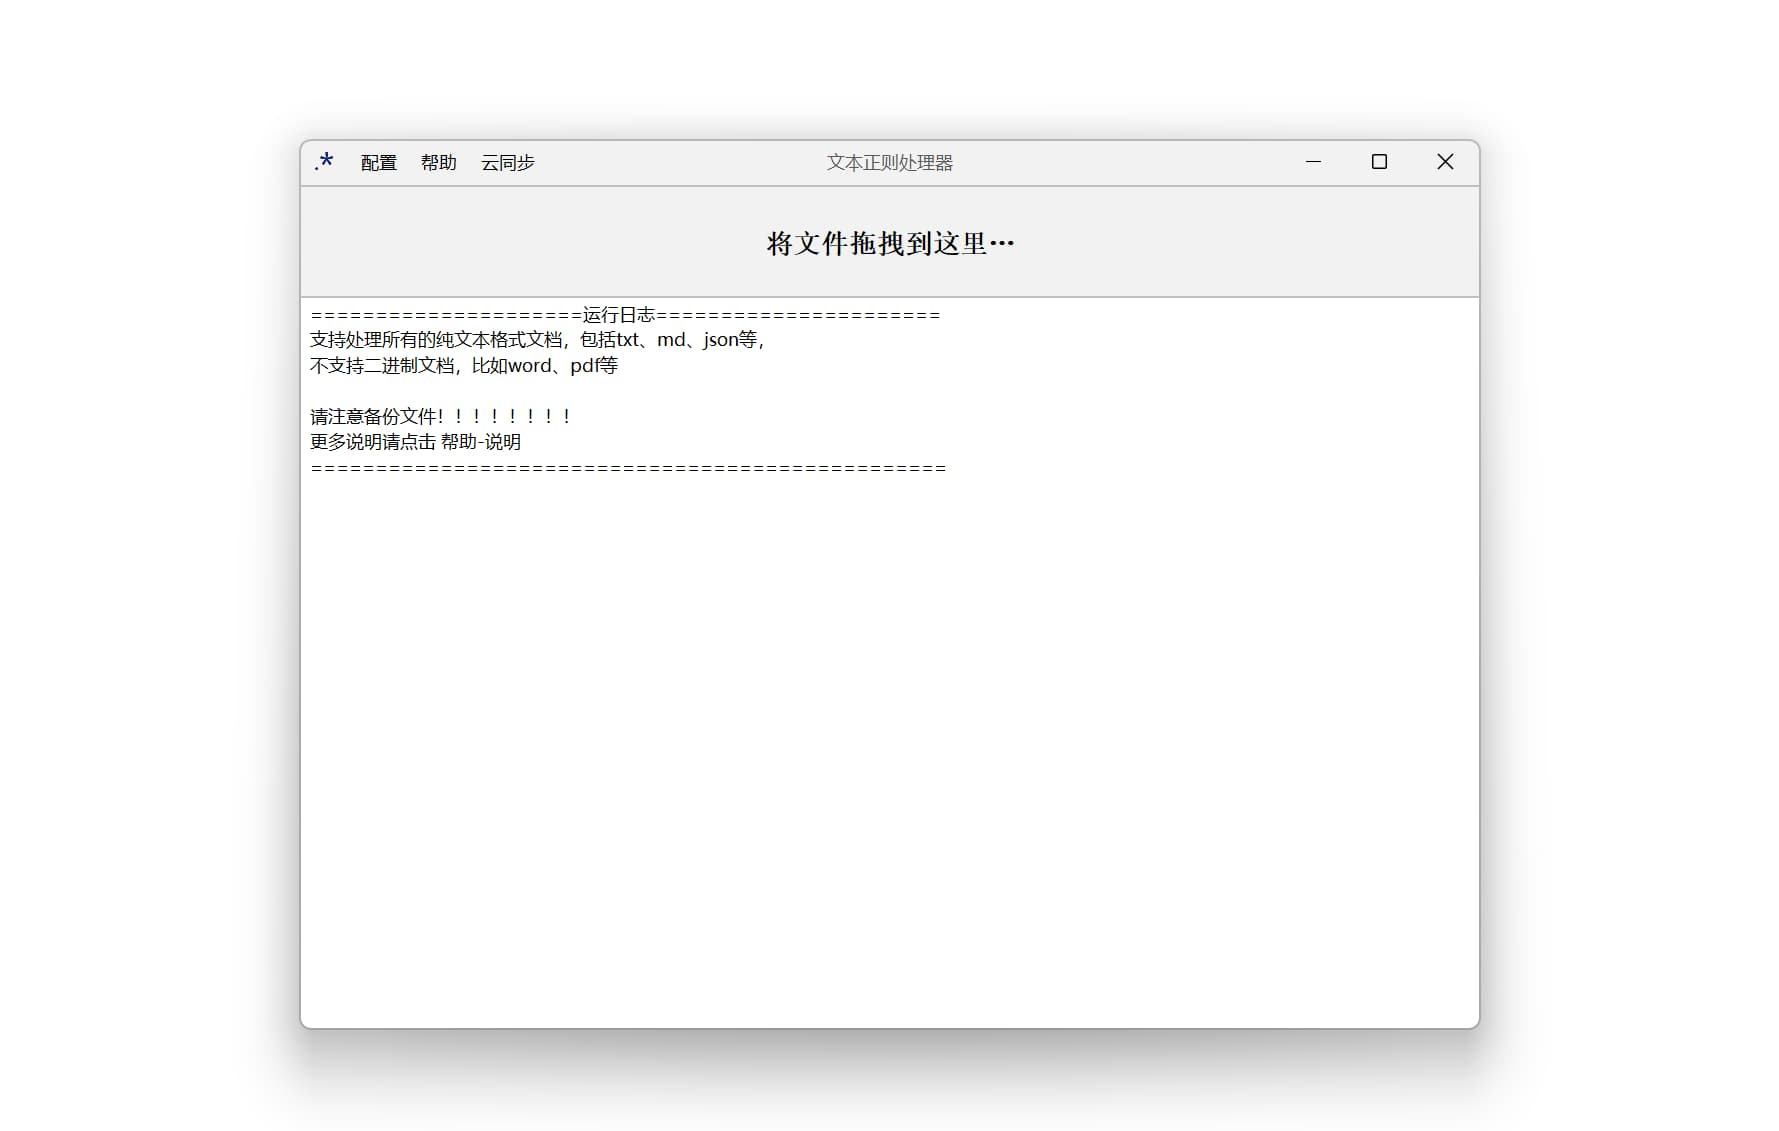 .* 配置 帮助 云同步 文本正则处理器
将文件拖拽到这里…
=====================运行日志======================
支持处理所有的纯文本格式文档，包括txt、md、json等，
不支持二进制文档，比如word、pdf等
请注意备份文件！！！！！！！！
更多说明请点击 帮助-说明
=================================================